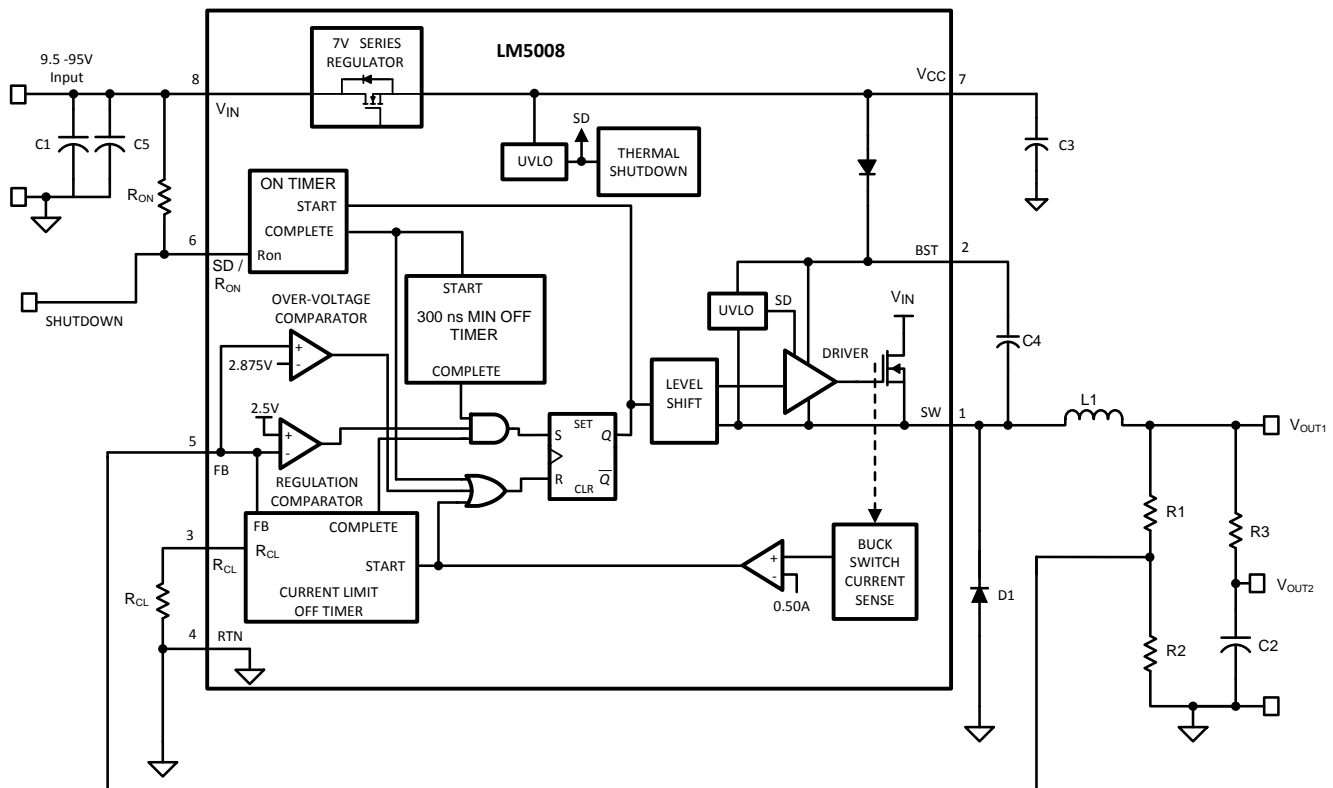 LM5008
7V SERIES
REGULATOR
9.5 -95V
Input
8
VIN
VCC
7
C1
C5
RON
C3
UVLO
SD
THERMAL
SHUTDOWN
ON TIMER
START
COMPLETE
Ron
6
SD /
RON
SHUTDOWN
BST
2
START
300 ns MIN OFF
TIMER
COMPLETE
OVER-VOLTAGE
COMPARATOR
+
-
2.875V
UVLO
SD
VIN
DRIVER
C4
LEVEL
SHIFT
2.5V
+
-
5
FB
REGULATION
COMPARATOR
SET
S
Q
R
Q
CLR
SW
1
L1
VOUT1
R1
R3
VOUT2
R2
C2
D1
FB
COMPLETE
3
RCL
RCL
START
CURRENT LIMIT
OFF TIMER
RCL
4
RTN
+
-
0.50A
BUCK
SWITCH
CURRENT
SENSE